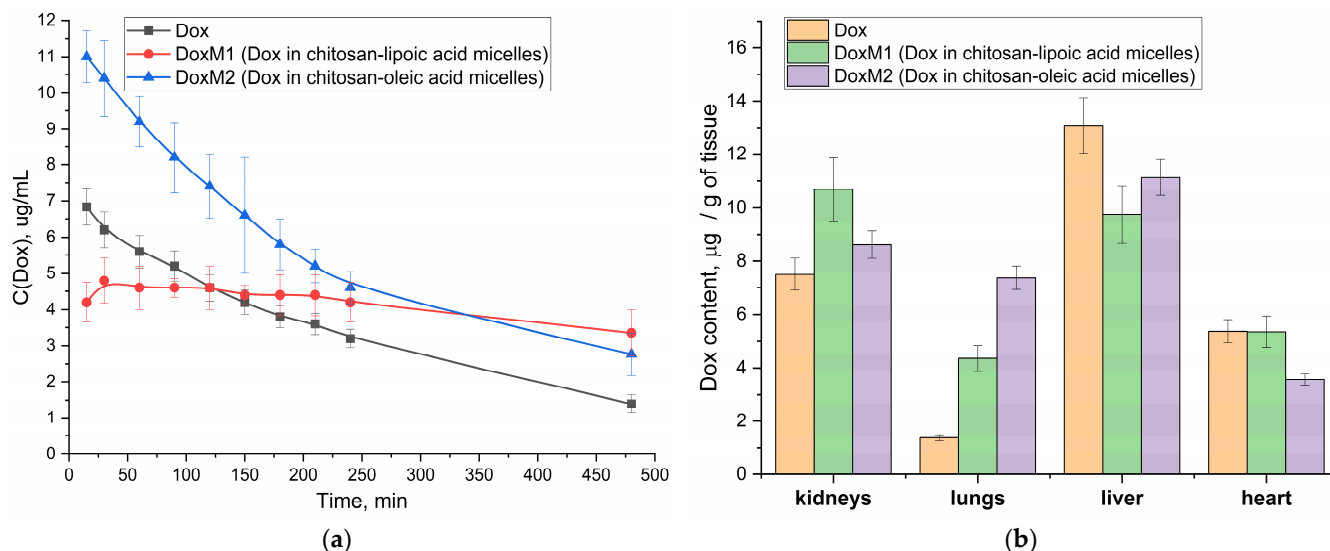 Dox
DoxM1 (Dox in chitosan-lipoic acid micelles)
DoxM2 (Dox in chitosan-oleic acid micelles)
12
11
10
9
8
7
6
5
4
3
2
1
0
C(Dox), ug/mL
0 50 100 150 200 250 300 350 400 450 500
Time, min
(a)
Dox
DoxM1 (Dox in chitosan-lipoic acid micelles)
DoxM2 (Dox in chitosan-oleic acid micelles)
16
14
12
10
8
6
4
2
0
Dox content, μg / g of tissue
kidneys lungs liver heart
(b)